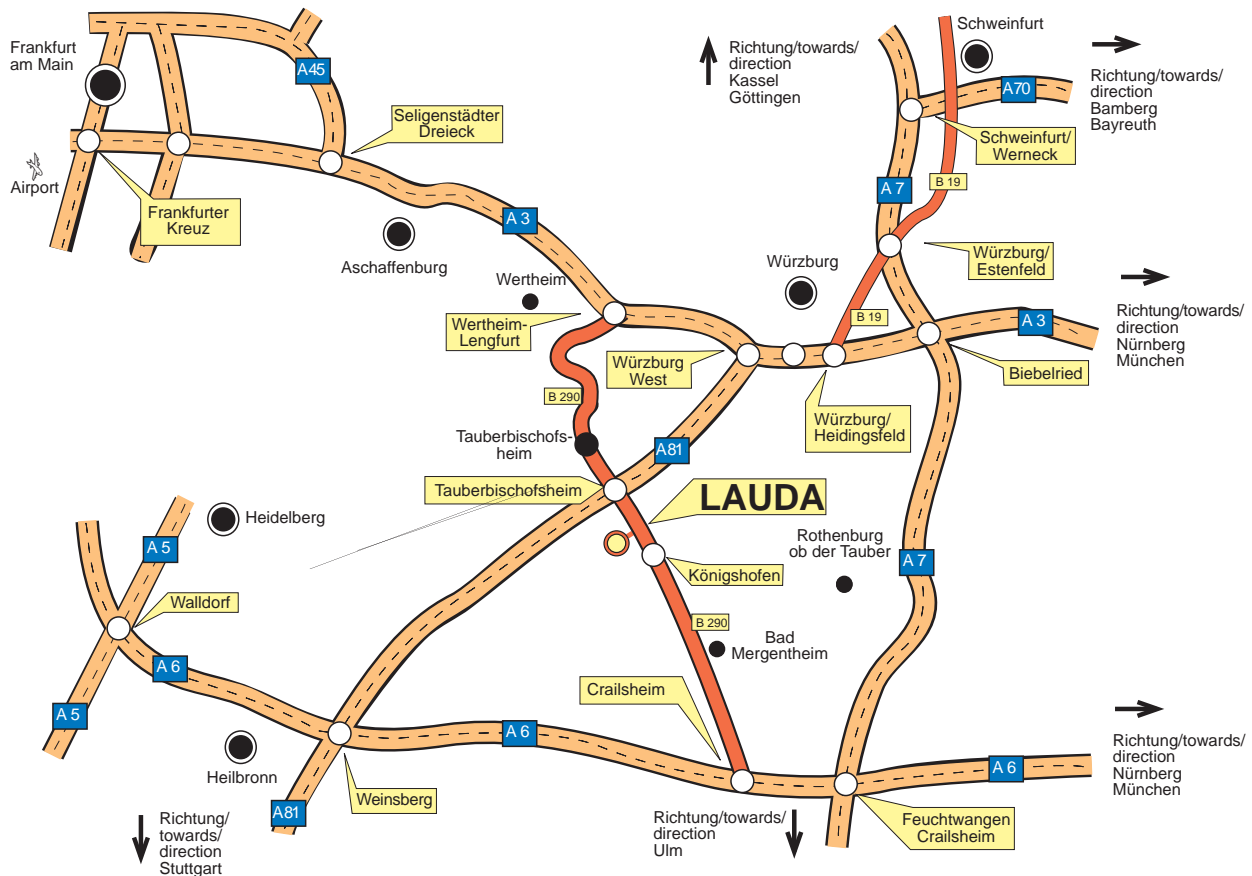 Frankfurt
am Main
A45
Seligenstädter
Dreieck
Airport
Frankfurter
Kreuz
Aschaffenburg
A 3
Wertheim
Wertheim-
Lengfurt
Richtung/towards/
direction
Kassel
Göttingen
Schweinfurt
A70
Richtung/towards/
direction
Bamberg
Bayreuth
Schweinfurt/
Werneck
A 7
B 19
Würzburg/
Estenfeld
Würzburg
B 19
A 3
Richtung/towards/
direction
Nürnberg
München
Biebelried
Würzburg
West
Würzburg/
Heidingsfeld
B 290
Tauberbischofs-
heim
A81
Tauberbischofsheim
LAUDA
Rothenburg
ob der Tauber
A 7
Königshofen
B 290
Bad
Mergentheim
Heidelberg
A 5
Walldorf
A 6
A 5
Heilbronn
A81
Weinsberg
A 6
Crailsheim
Richtung/
towards/
direction
Stuttgart
Richtung/towards/
direction
Ulm
Feuchtwangen
Crailsheim
A 6
Richtung/towards/
direction
Nürnberg
München